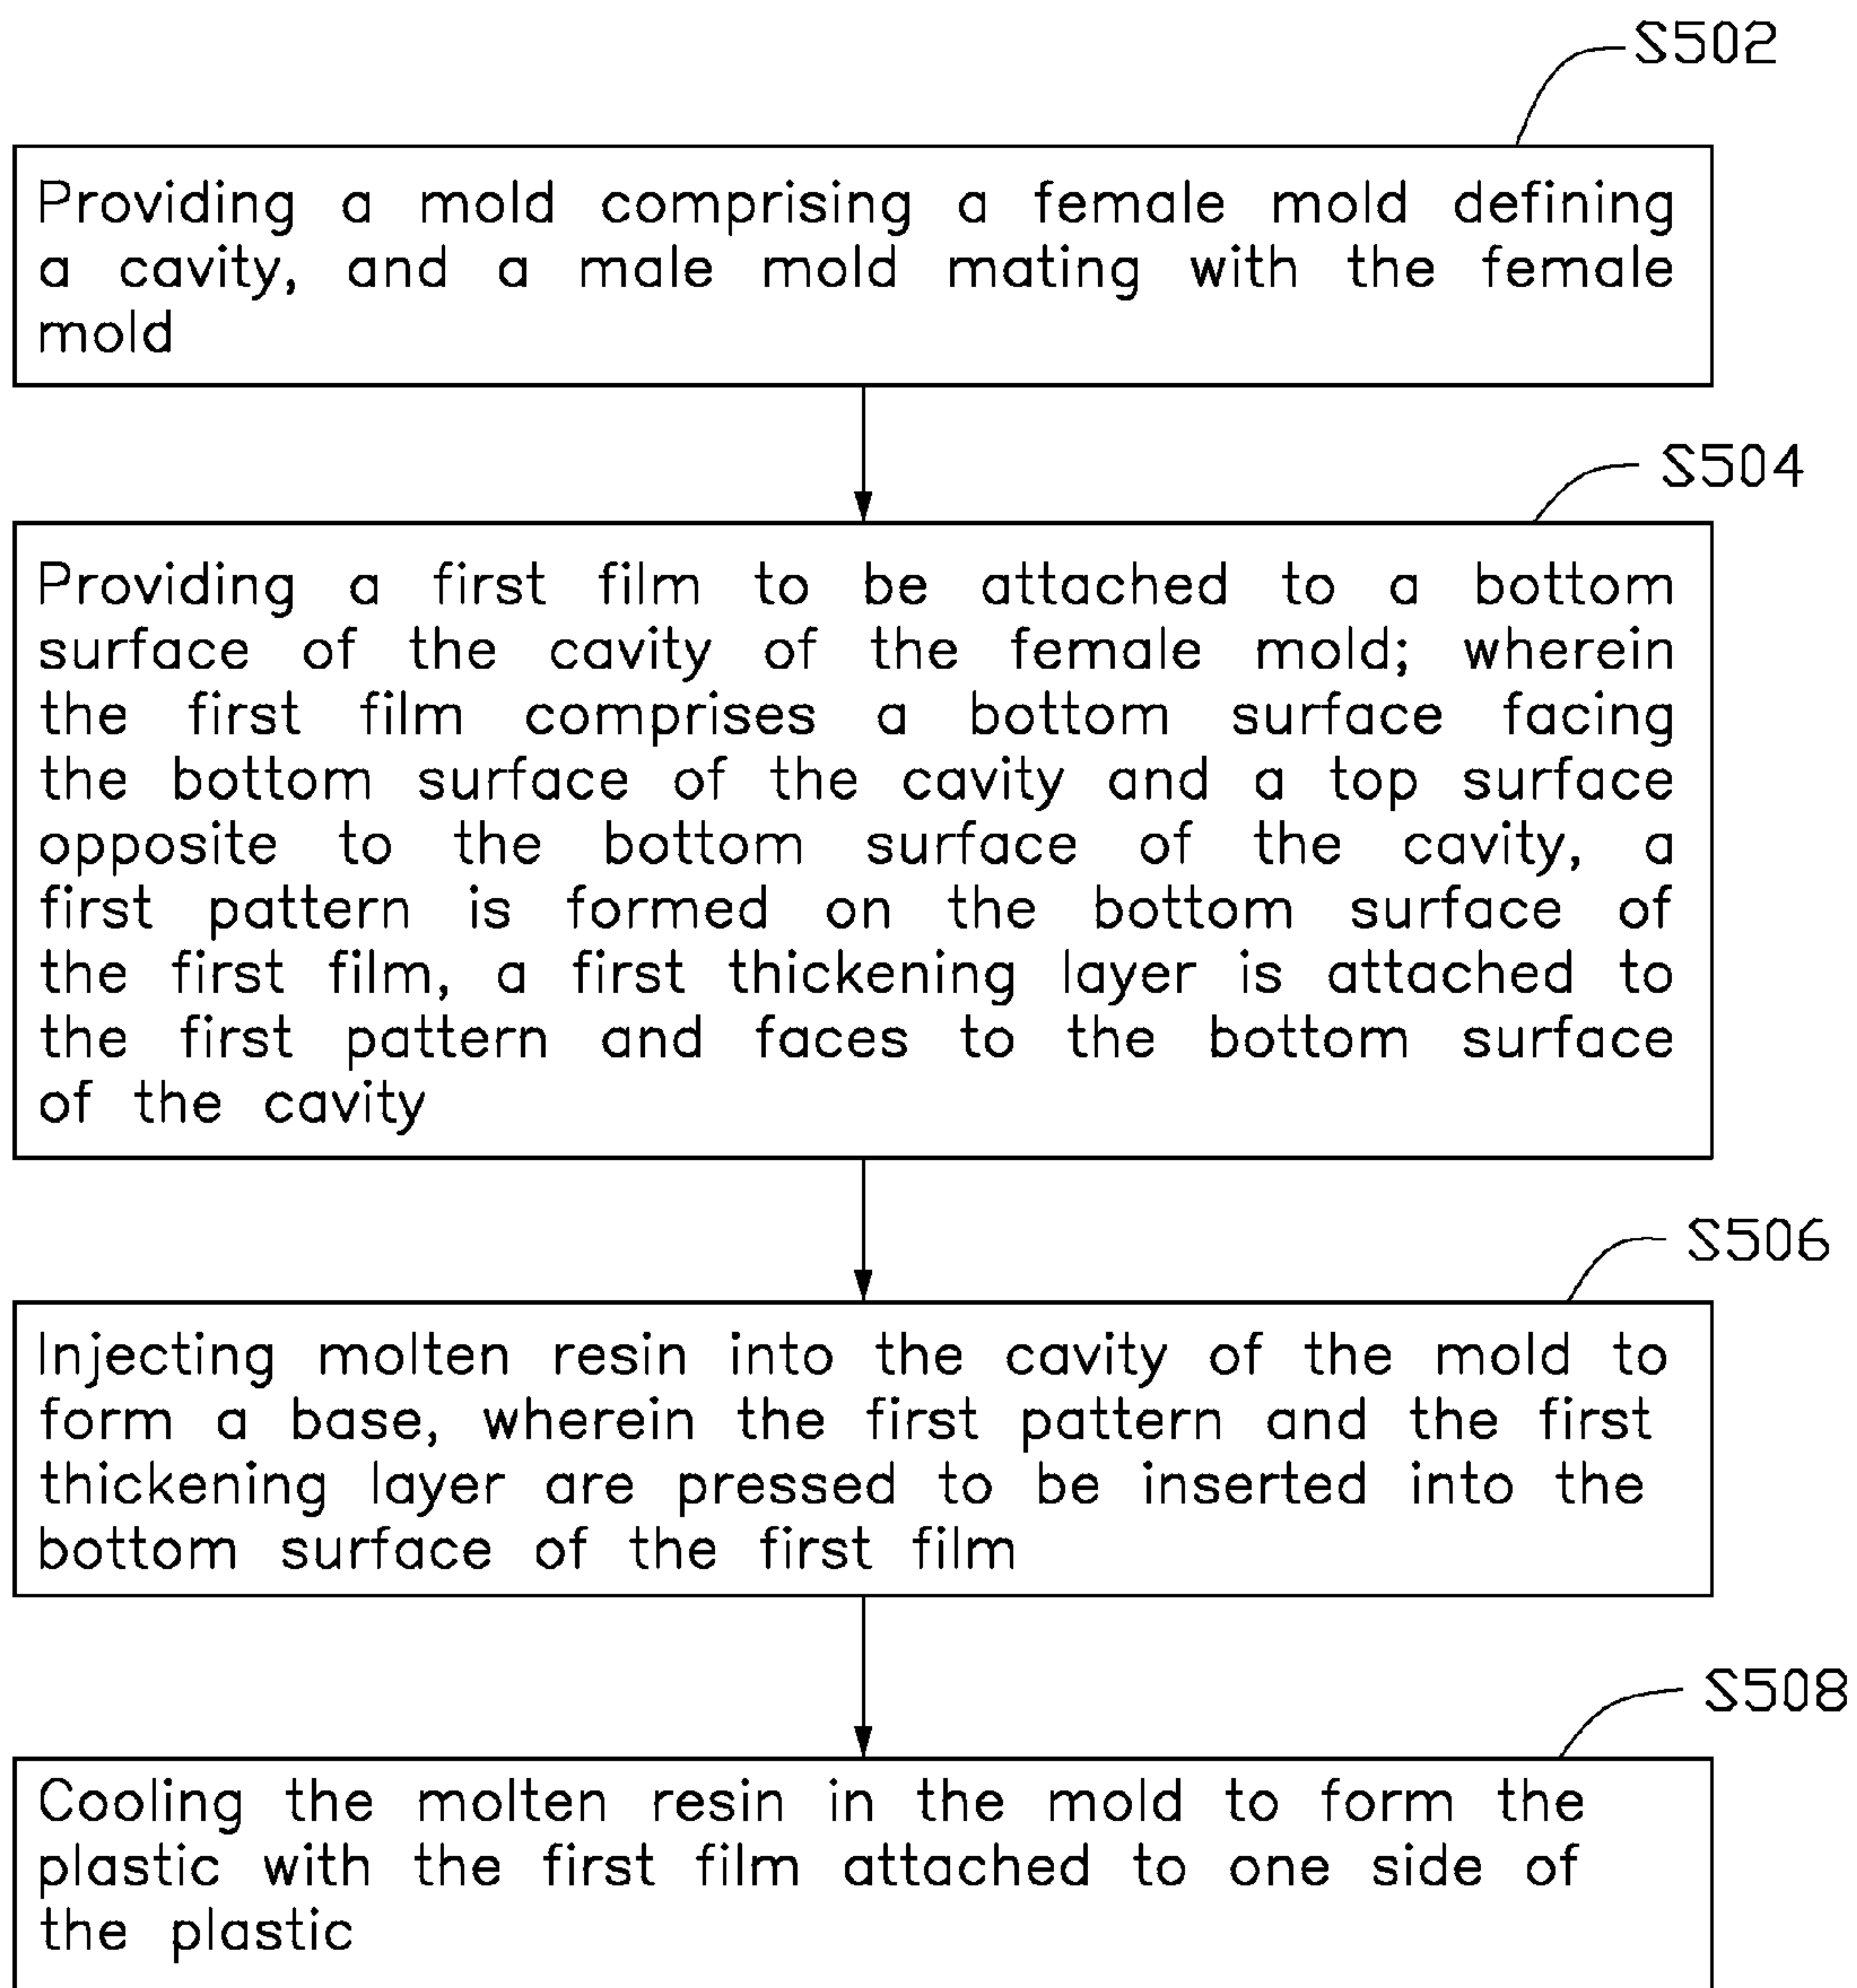 S502
Providing a mold comprising a female mold defining
a cavity, and a male mold mating with the female
mold
S504
Providing a first film to be attached to a bottom
surface of the cavity of the female mold; wherein
the first film comprises a bottom surface facing
the bottom surface of the cavity and a top surface
opposite to the bottom surface of the cavity, a
first pattern is formed on the bottom surface of
the first film, a first thickening layer is attached to
the first pattern and faces to the bottom surface
of the cavity
S506
Injecting molten resin into the cavity of the mold to
form a base, wherein the first pattern and the first
thickening layer are pressed to be inserted into the
bottom surface of the first film
S508
Cooling the molten resin in the mold to form the
plastic with the first film attached to one side of
the plastic